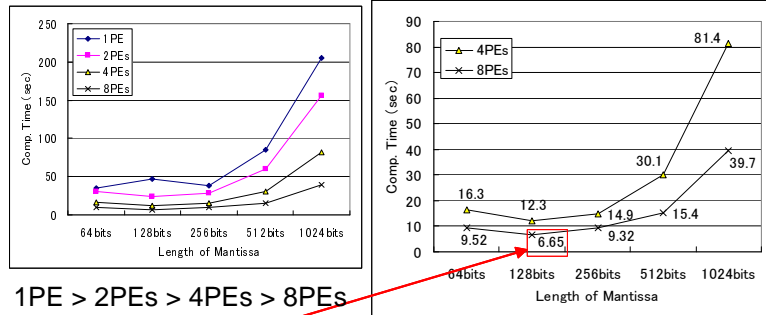 250
200
150
100
50
0
Comp. Time (sec)
1PE
2PEs
4PEs
8PEs
64bits 128bits 256bits 512bits 1024bits
Length of Mantissa
1PE > 2PEs > 4PEs > 8PEs
90
80
70
60
50
40
30
20
10
0
Comp. Time (sec)
4PEs
8PEs
81.4
39.7
30.1
15.4
16.3
12.3
14.9
9.52
6.65
9.32
64bits 128bits 256bits 512bits 1024bits
Length of Mantissa